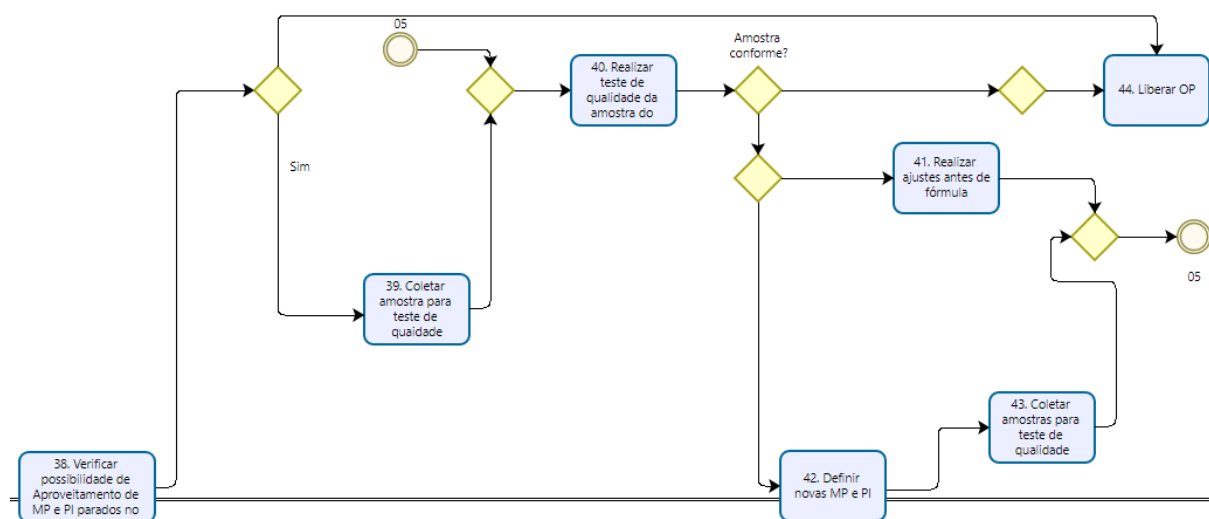 05
Amostra
conforme?
40. Realizar
teste de
qualidade da
amostra do
44. Liberar OP
Sim
41. Realizar
ajustes antes de
fórmula
39. Coletar
amostra para
teste de
quaidade
05
43. Coletar
amostras para
teste de
qualidade
38. Verificar
possibilidade de
Aproveitamento de
MP e PI parados no
42. Definir
novas MP e PI